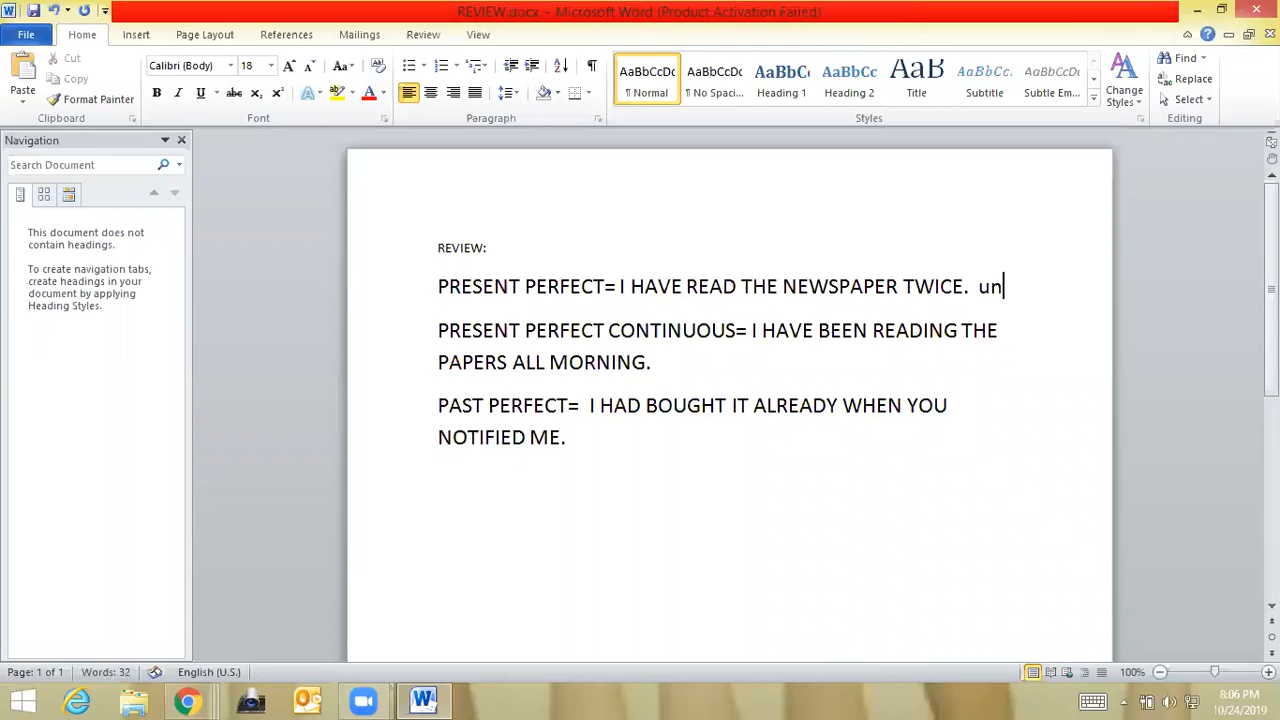 REVIEW.docx - Microsoft Word (Product Activation Failed)
File Home Insert Page Layout References Mailings Review View
Paste
Cut
Copy
Format Painter
Clipboard
Calibri (Body) 18
Font
Paragraph
AaBbCcDc AaBbCcDc AaBbC AaBbCc AaB AaBbCc. AaBbCcDc
¶ Normal ¶ No Spaci... Heading 1 Heading 2 Title Subtitle Subtle Em...
Styles
Change
Styles
Find
Replace
Select
Editing
Navigation
Search Document
This document does not
contain headings.
To create navigation tabs,
create headings in your
document by applying
Heading Styles.
REVIEW:
PRESENT PERFECT= I HAVE READ THE NEWSPAPER TWICE.  un
PRESENT PERFECT CONTINUOUS= I HAVE BEEN READING THE
PAPERS ALL MORNING.
PAST PERFECT=  I HAD BOUGHT IT ALREADY WHEN YOU
NOTIFIED ME.
Page: 1 of 1 Words: 32 English (U.S.) 100%
8:06 PM
10/24/2019